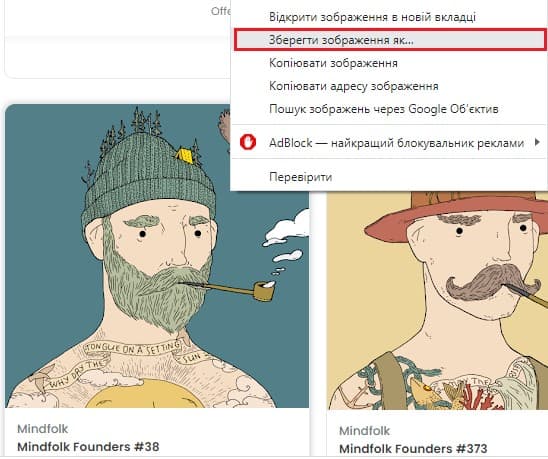 Offe
Відкрити зображення в новій вкладці
Зберегти зображення як...
Копіювати зображення
Копіювати адресу зображення
Пошук зображень через Google Об'єктив
AdBlock — найкращий блокувальник реклами
Перевірити
TONGUE ON A SETTING
WHY DRY THE SUN
THE
Mindfolk
Mindfolk Founders #38
Mindfolk
Mindfolk Founders #373